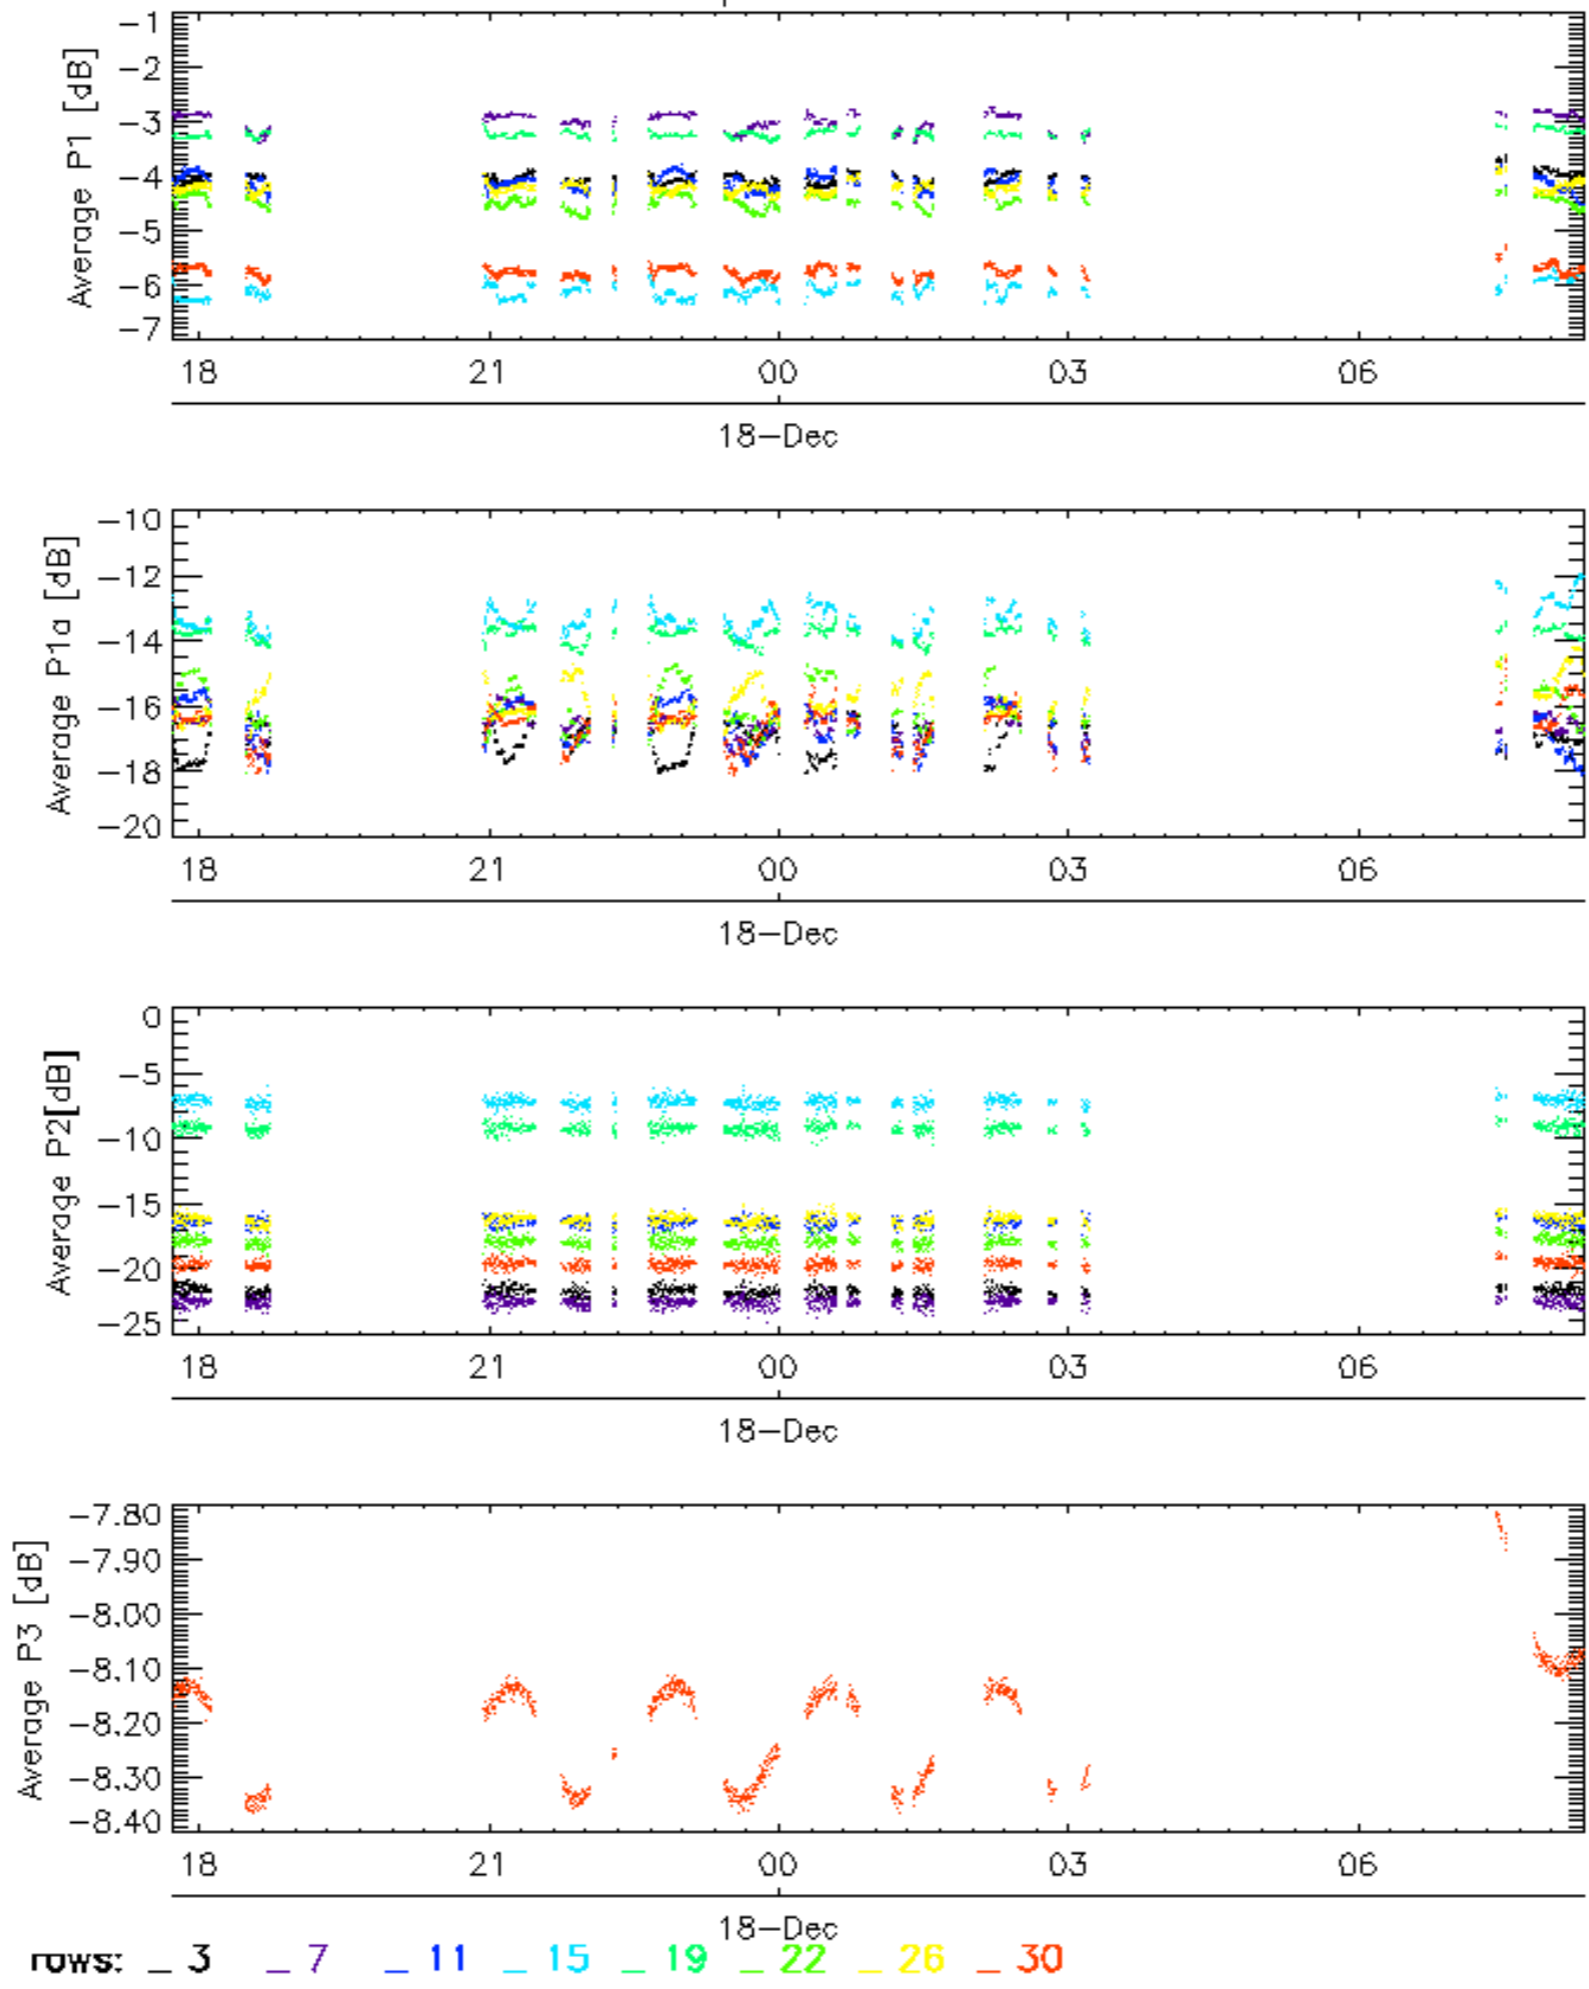 Average P1 [dB]
-1
-2
-3
-4
-5
-6
-7
18 21 00 03 06
18-Dec
Average P1a [dB]
-10
-12
-14
-16
-18
-20
18 21 00 03 06
18-Dec
Average P2[dB]
0
-5
-10
-15
-20
-25
18 21 00 03 06
18-Dec
Average P3 [dB]
-7.80
-7.90
-8.00
-8.10
-8.20
-8.30
-8.40
18 21 00 03 06
18-Dec
rows: _ 3 _ 7 _ 11 _ 15 _ 19 _ 22 _ 26 _ 30